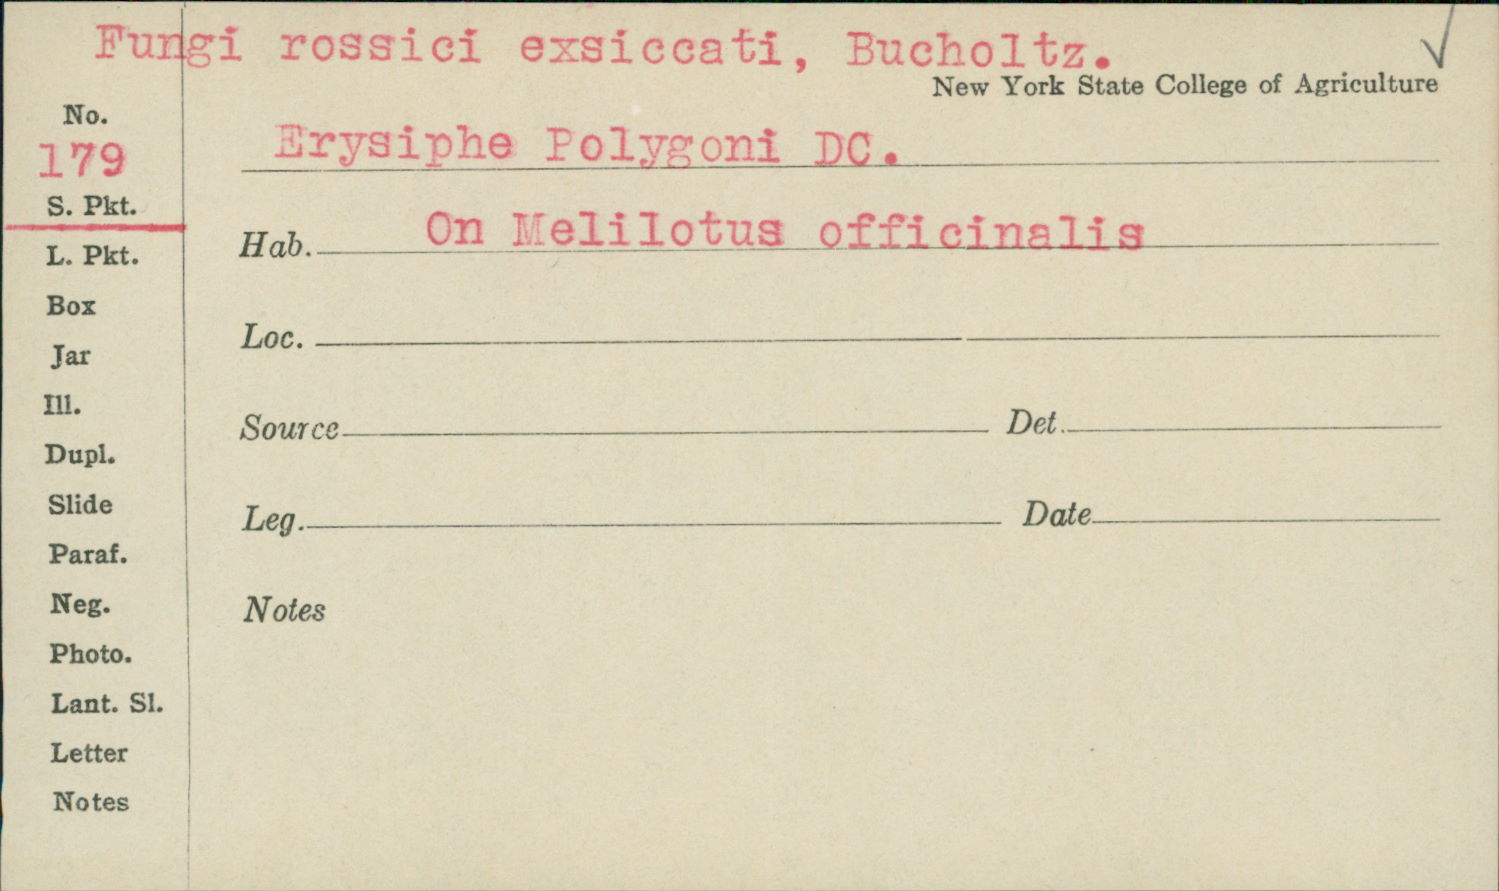 Fungi rossici exsiccati, Bucholtz.
New York State College of Agriculture
No.
179
S. Pkt.
L. Pkt.
Box
Jar
Ill.
Dupl.
Slide
Paraf.
Neg.
Photo.
Lant. Sl.
Letter
Notes
Erysiphe Polygoni DC.
Hab. On Melilotus officinalis
Loc.
Source Det.
Leg. Date
Notes